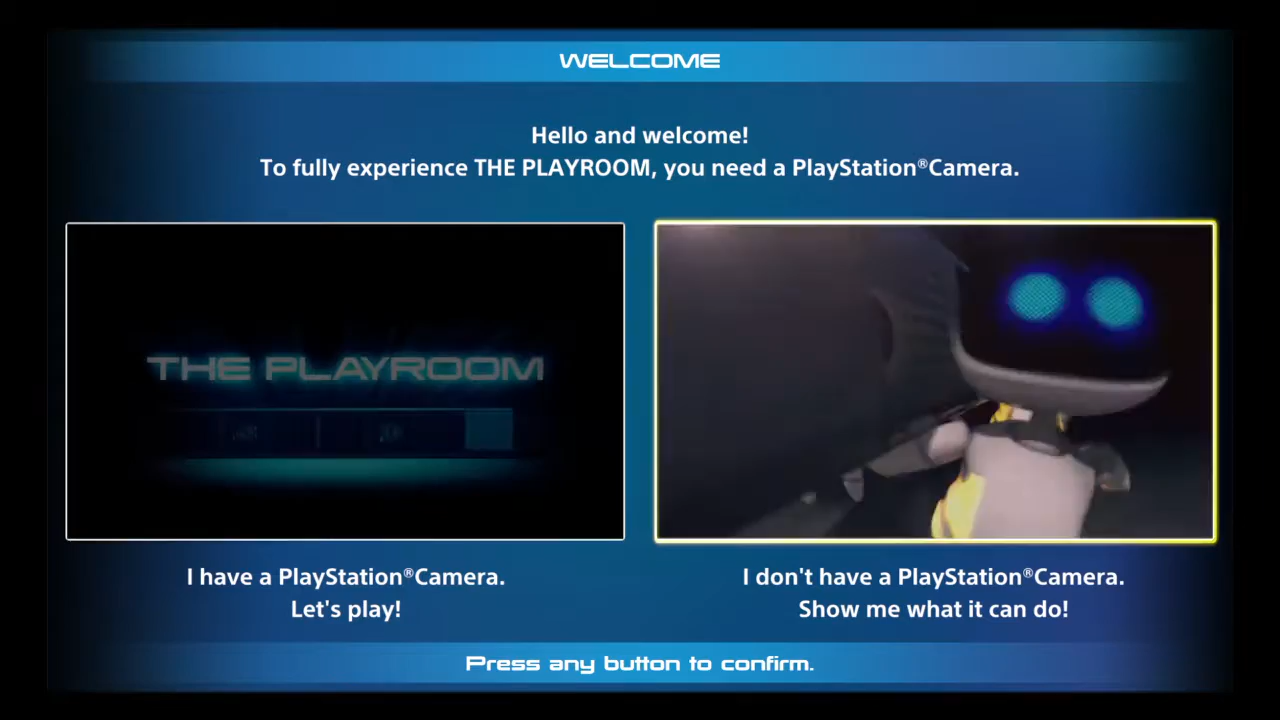 WELCOME
Hello and welcome!
To fully experience THE PLAYROOM, you need a PlayStation®Camera.
THE PLAYROOM
I have a PlayStation®Camera.
Let's play!
I don't have a PlayStation®Camera.
Show me what it can do!
Press any button to confirm.